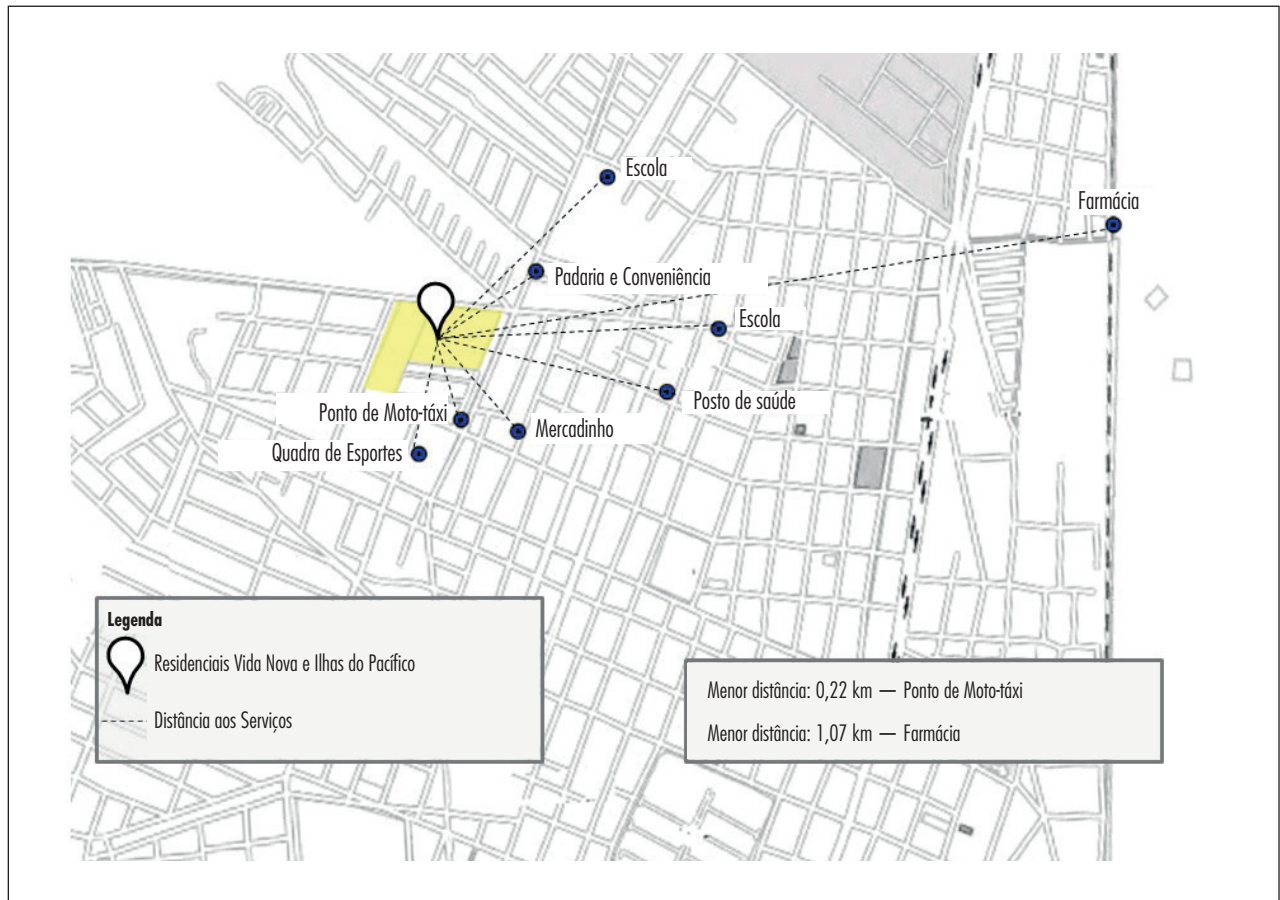 Escola
Farmácia
Padaria e Conveniência
Escola
Posto de saúde
Ponto de Moto-táxi
Mercadinho
Quadra de Esportes
Legenda
Residenciais Vida Nova e Ilhas do Pacífico
Distância aos Serviços
Menor distância: 0,22 km — Ponto de Moto-táxi
Menor distância: 1,07 km — Farmácia